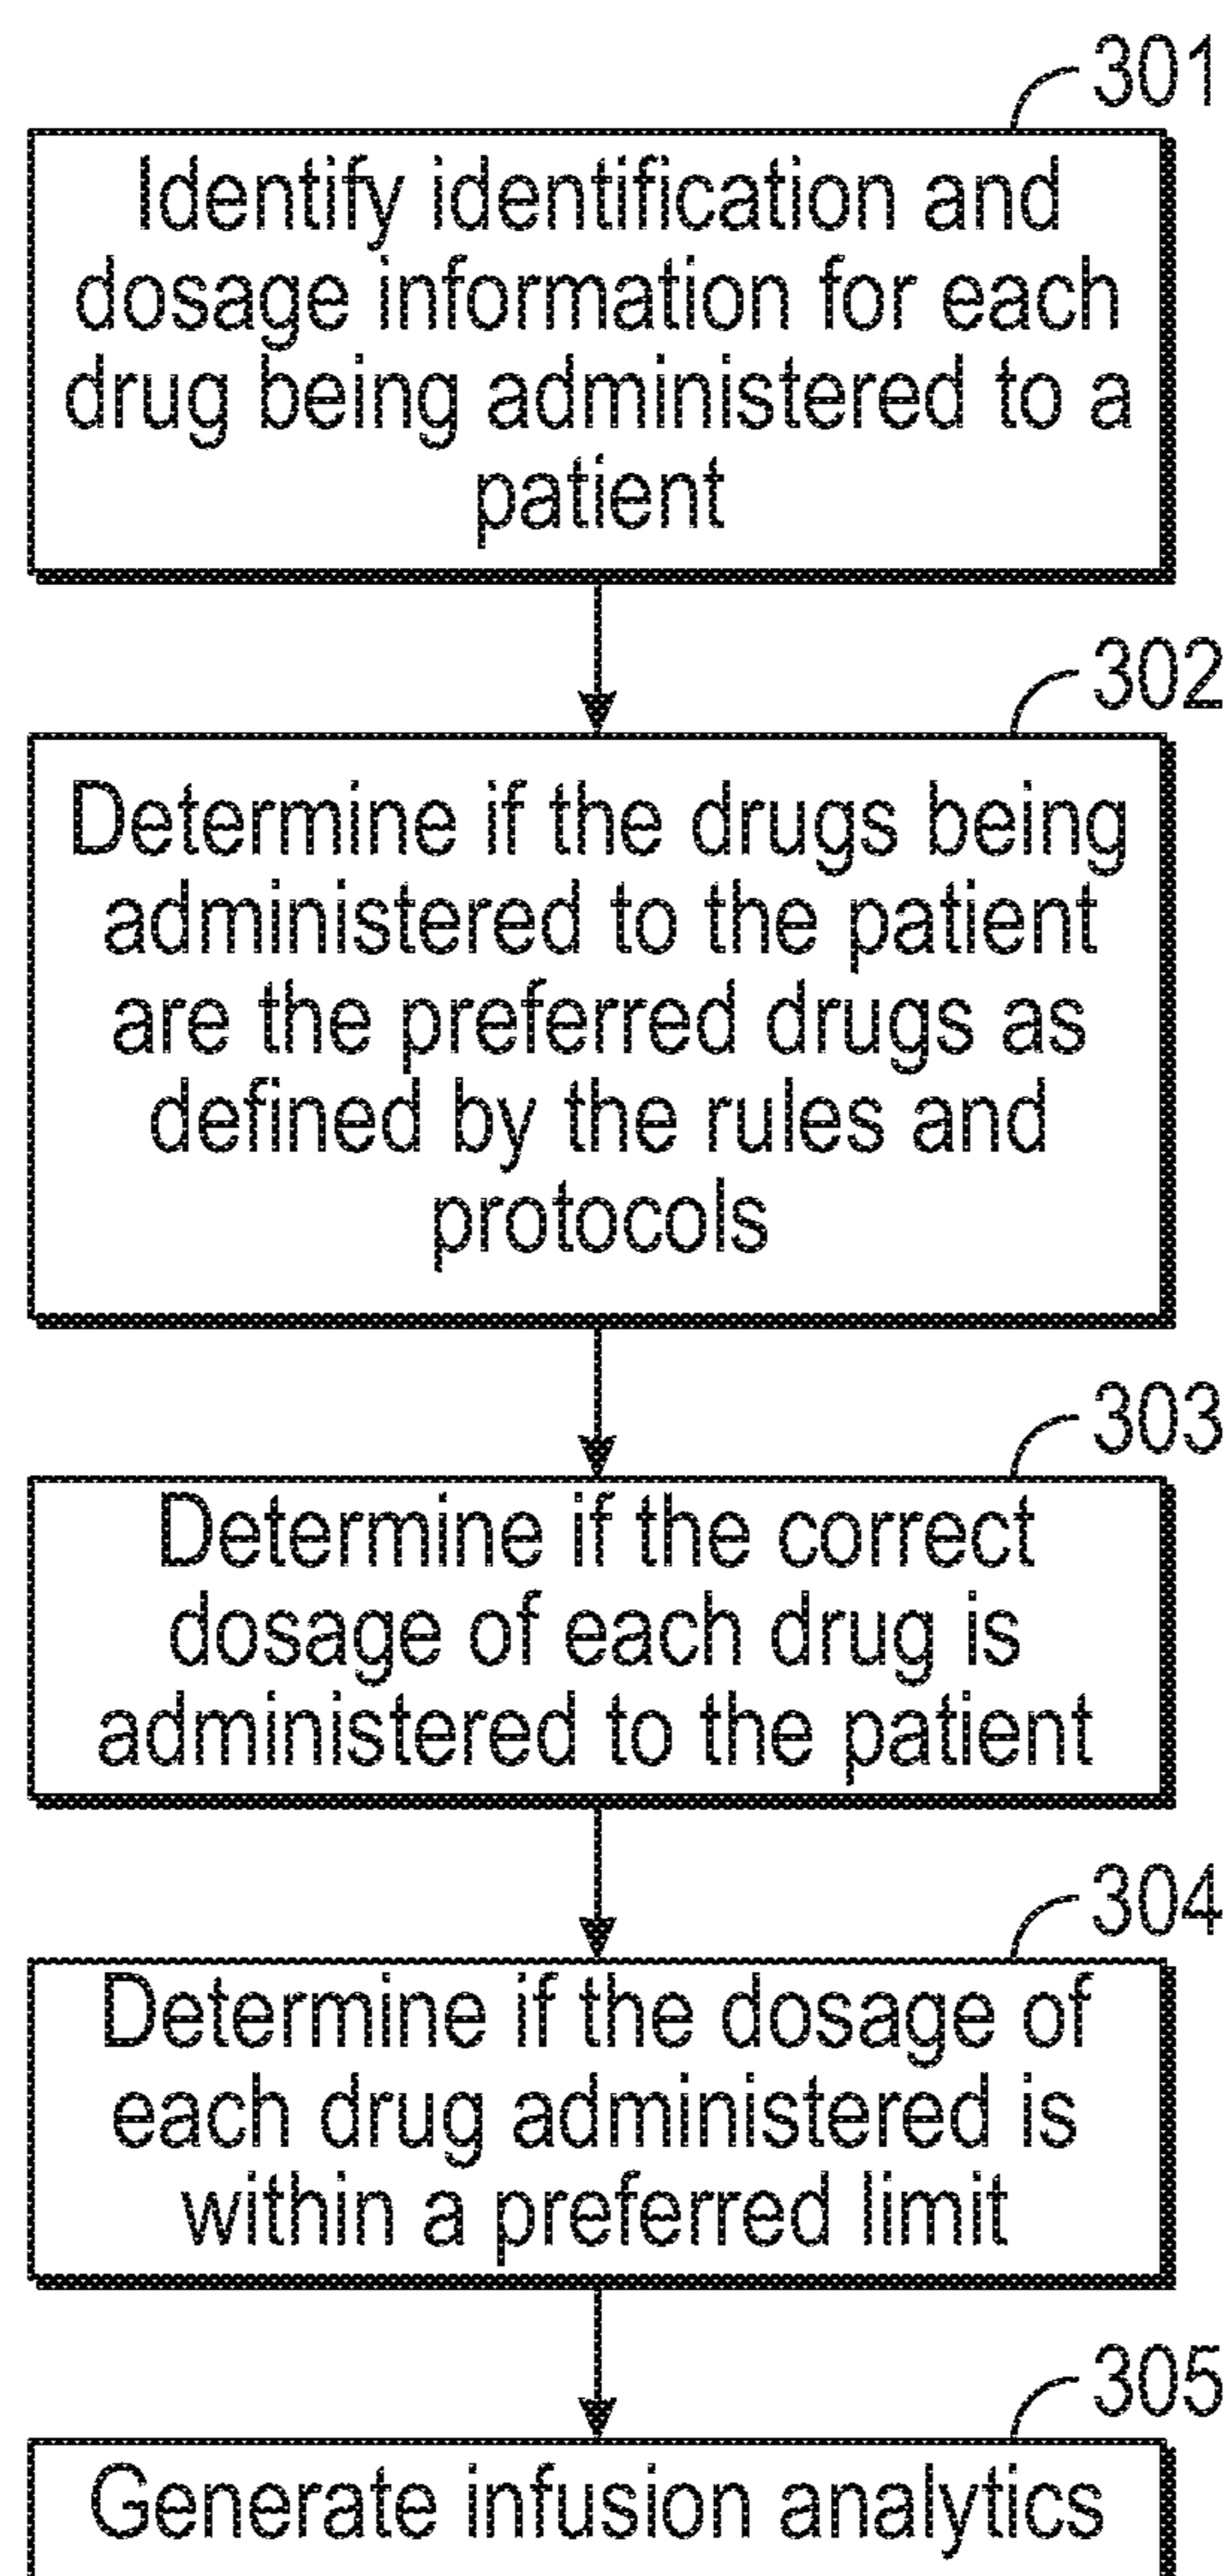 301
Identify identification and
dosage information for each
drug being administered to a
patient
302
Determine if the drugs being
administered to the patient
are the preferred drugs as
defined by the rules and
protocols
303
Determine if the correct
dosage of each drug is
administered to the patient
304
Determine if the dosage of
each drug administered is
within a preferred limit
305
Generate infusion analytics